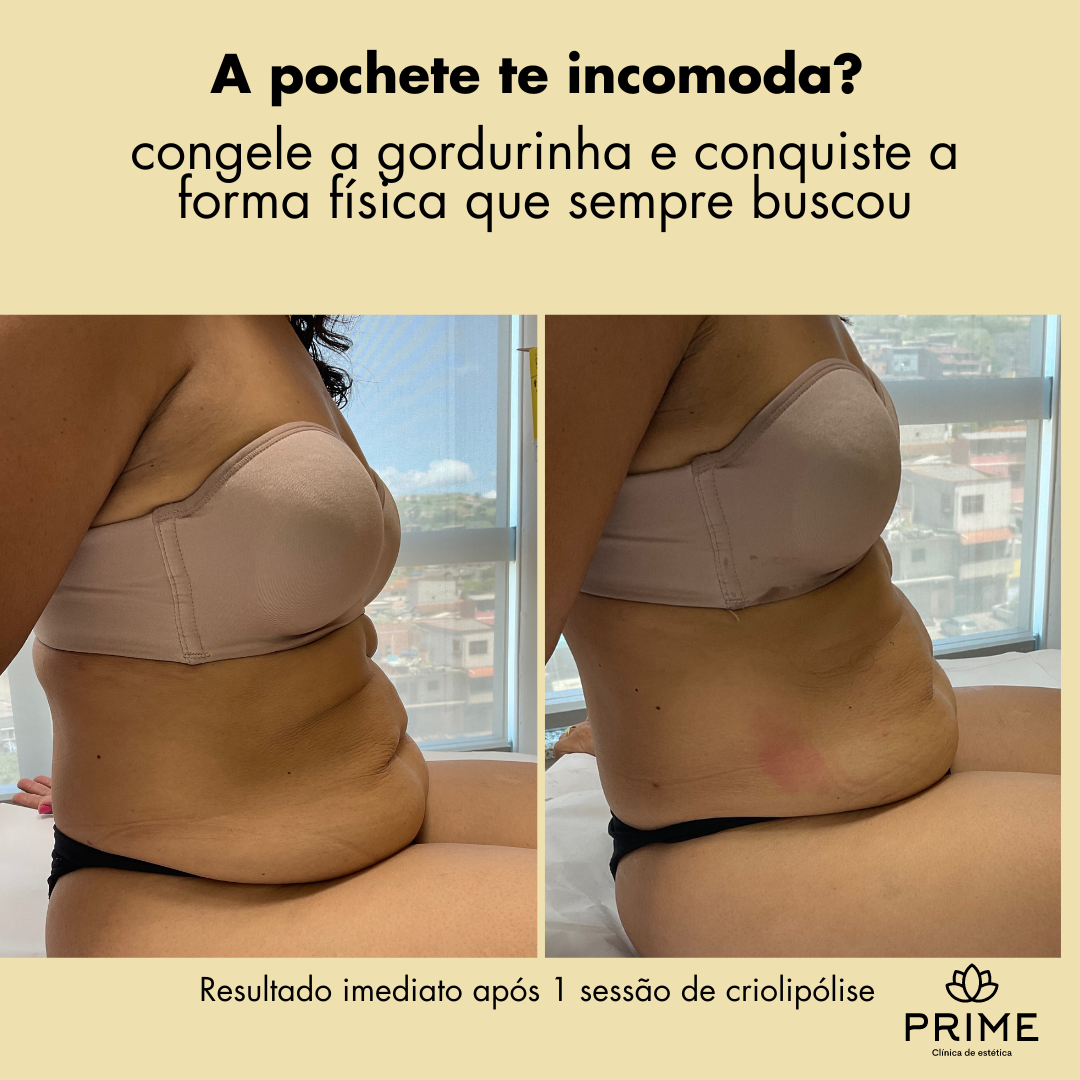 A pochete te incomoda?
congele a gordurinha e conquiste a
forma física que sempre buscou
Resultado imediato após 1 sessão de criolipólise
PRIME
Clínica de estética